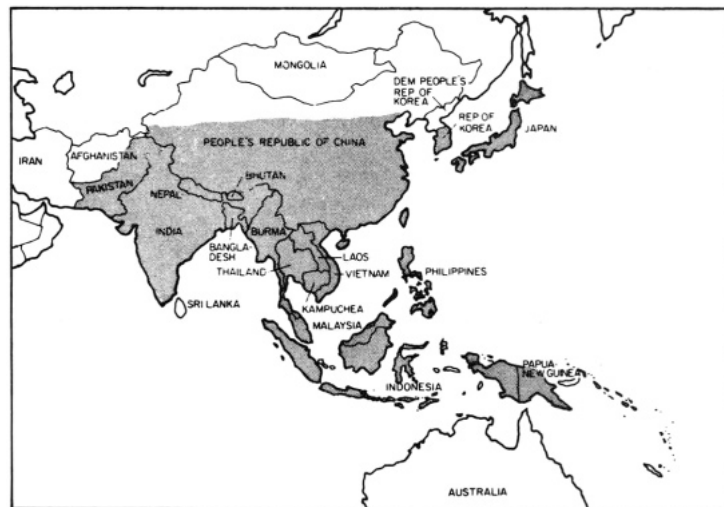 MONGOLIA
DEM PEOPLE'S
REP OF
KOREA
REP OF
KOREA
JAPAN
PEOPLE'S REPUBLIC OF CHINA
IRAN
AFGHANISTAN
PAKISTAN
NEPAL
BHUTAN
INDIA
BANGLA-
DESH
BURMA
LAOS
THAILAND
VIETNAM
PHILIPPINES
SRI LANKA
KAMPUCHEA
MALAYSIA
INDONESIA
PAPUA-
NEW GUINEA
AUSTRALIA